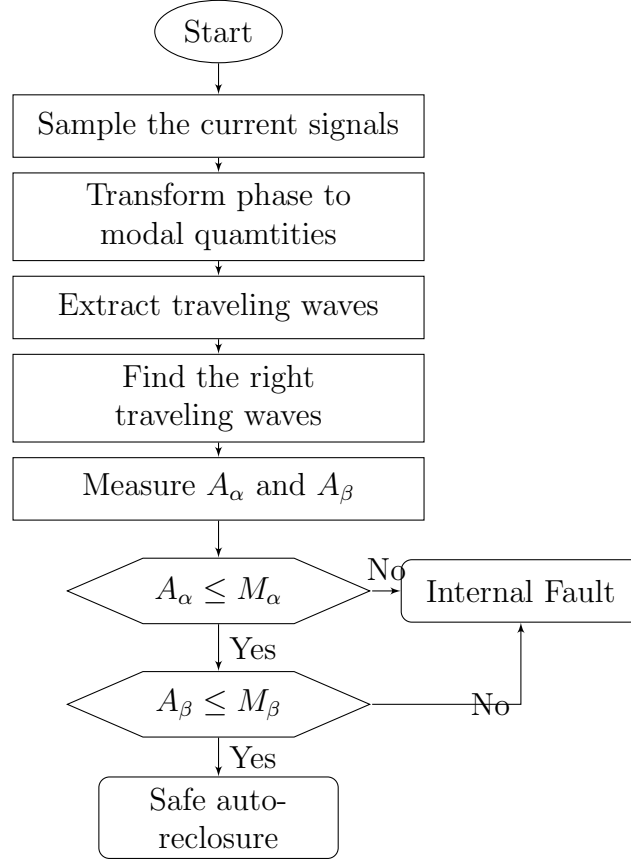 Start
Sample the current signals
Transform phase to
modal quamtities
Extract traveling waves
Find the right
traveling waves
Measure A_α and A_β
A_α ≤ M_α
No
Internal Fault
Yes
A_β ≤ M_β
No
Yes
Safe auto-
reclosure